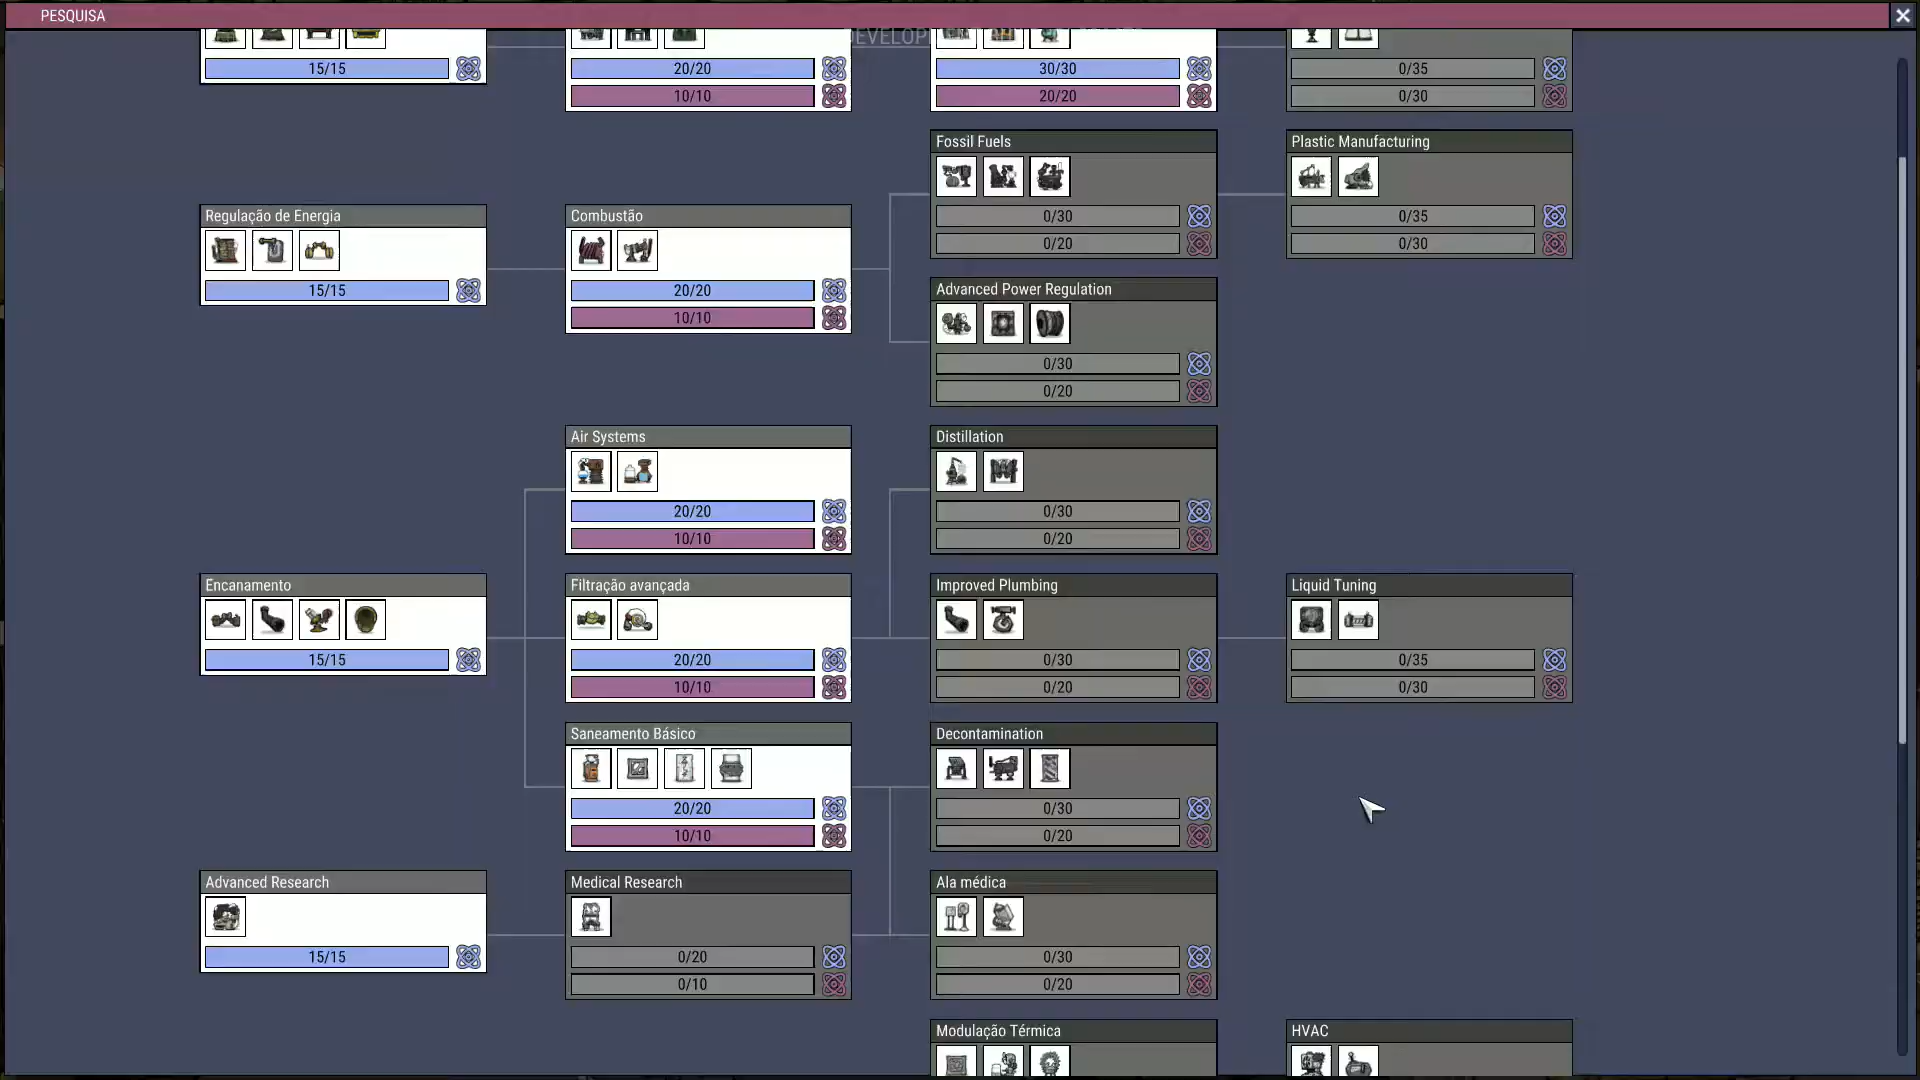 PESQUISA
15/15
20/20
30/30
0/35
10/10
20/20
0/30
Fossil Fuels
Plastic Manufacturing
0/30
0/35
0/20
0/30
Regulação de Energia
Combustão
15/15
20/20
10/10
Advanced Power Regulation
0/30
0/20
Air Systems
Distillation
20/20
0/30
10/10
0/20
Encanamento
Filtração avançada
Improved Plumbing
Liquid Tuning
15/15
20/20
0/30
0/35
10/10
0/20
0/30
Saneamento Básico
Decontamination
20/20
0/30
10/10
0/20
Advanced Research
Medical Research
Ala médica
15/15
0/20
0/30
0/10
0/20
Modulação Térmica
HVAC